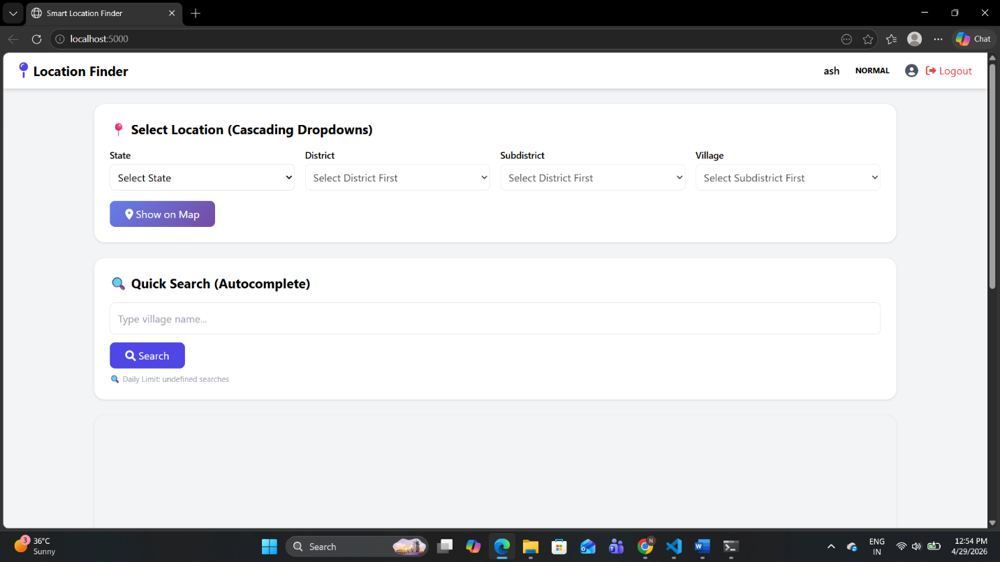 Smart Location Finder
localhost:5000
Chat
Location Finder
ash NORMAL Logout
Select Location (Cascading Dropdowns)
State District Subdistrict Village
Select State Select District First Select District First Select Subdistrict First
Show on Map
Quick Search (Autocomplete)
Type village name...
Search
Daily Limit: undefined searches
3 36°C
Sunny
Search
N
ENG
IN
12:54 PM
4/29/2026